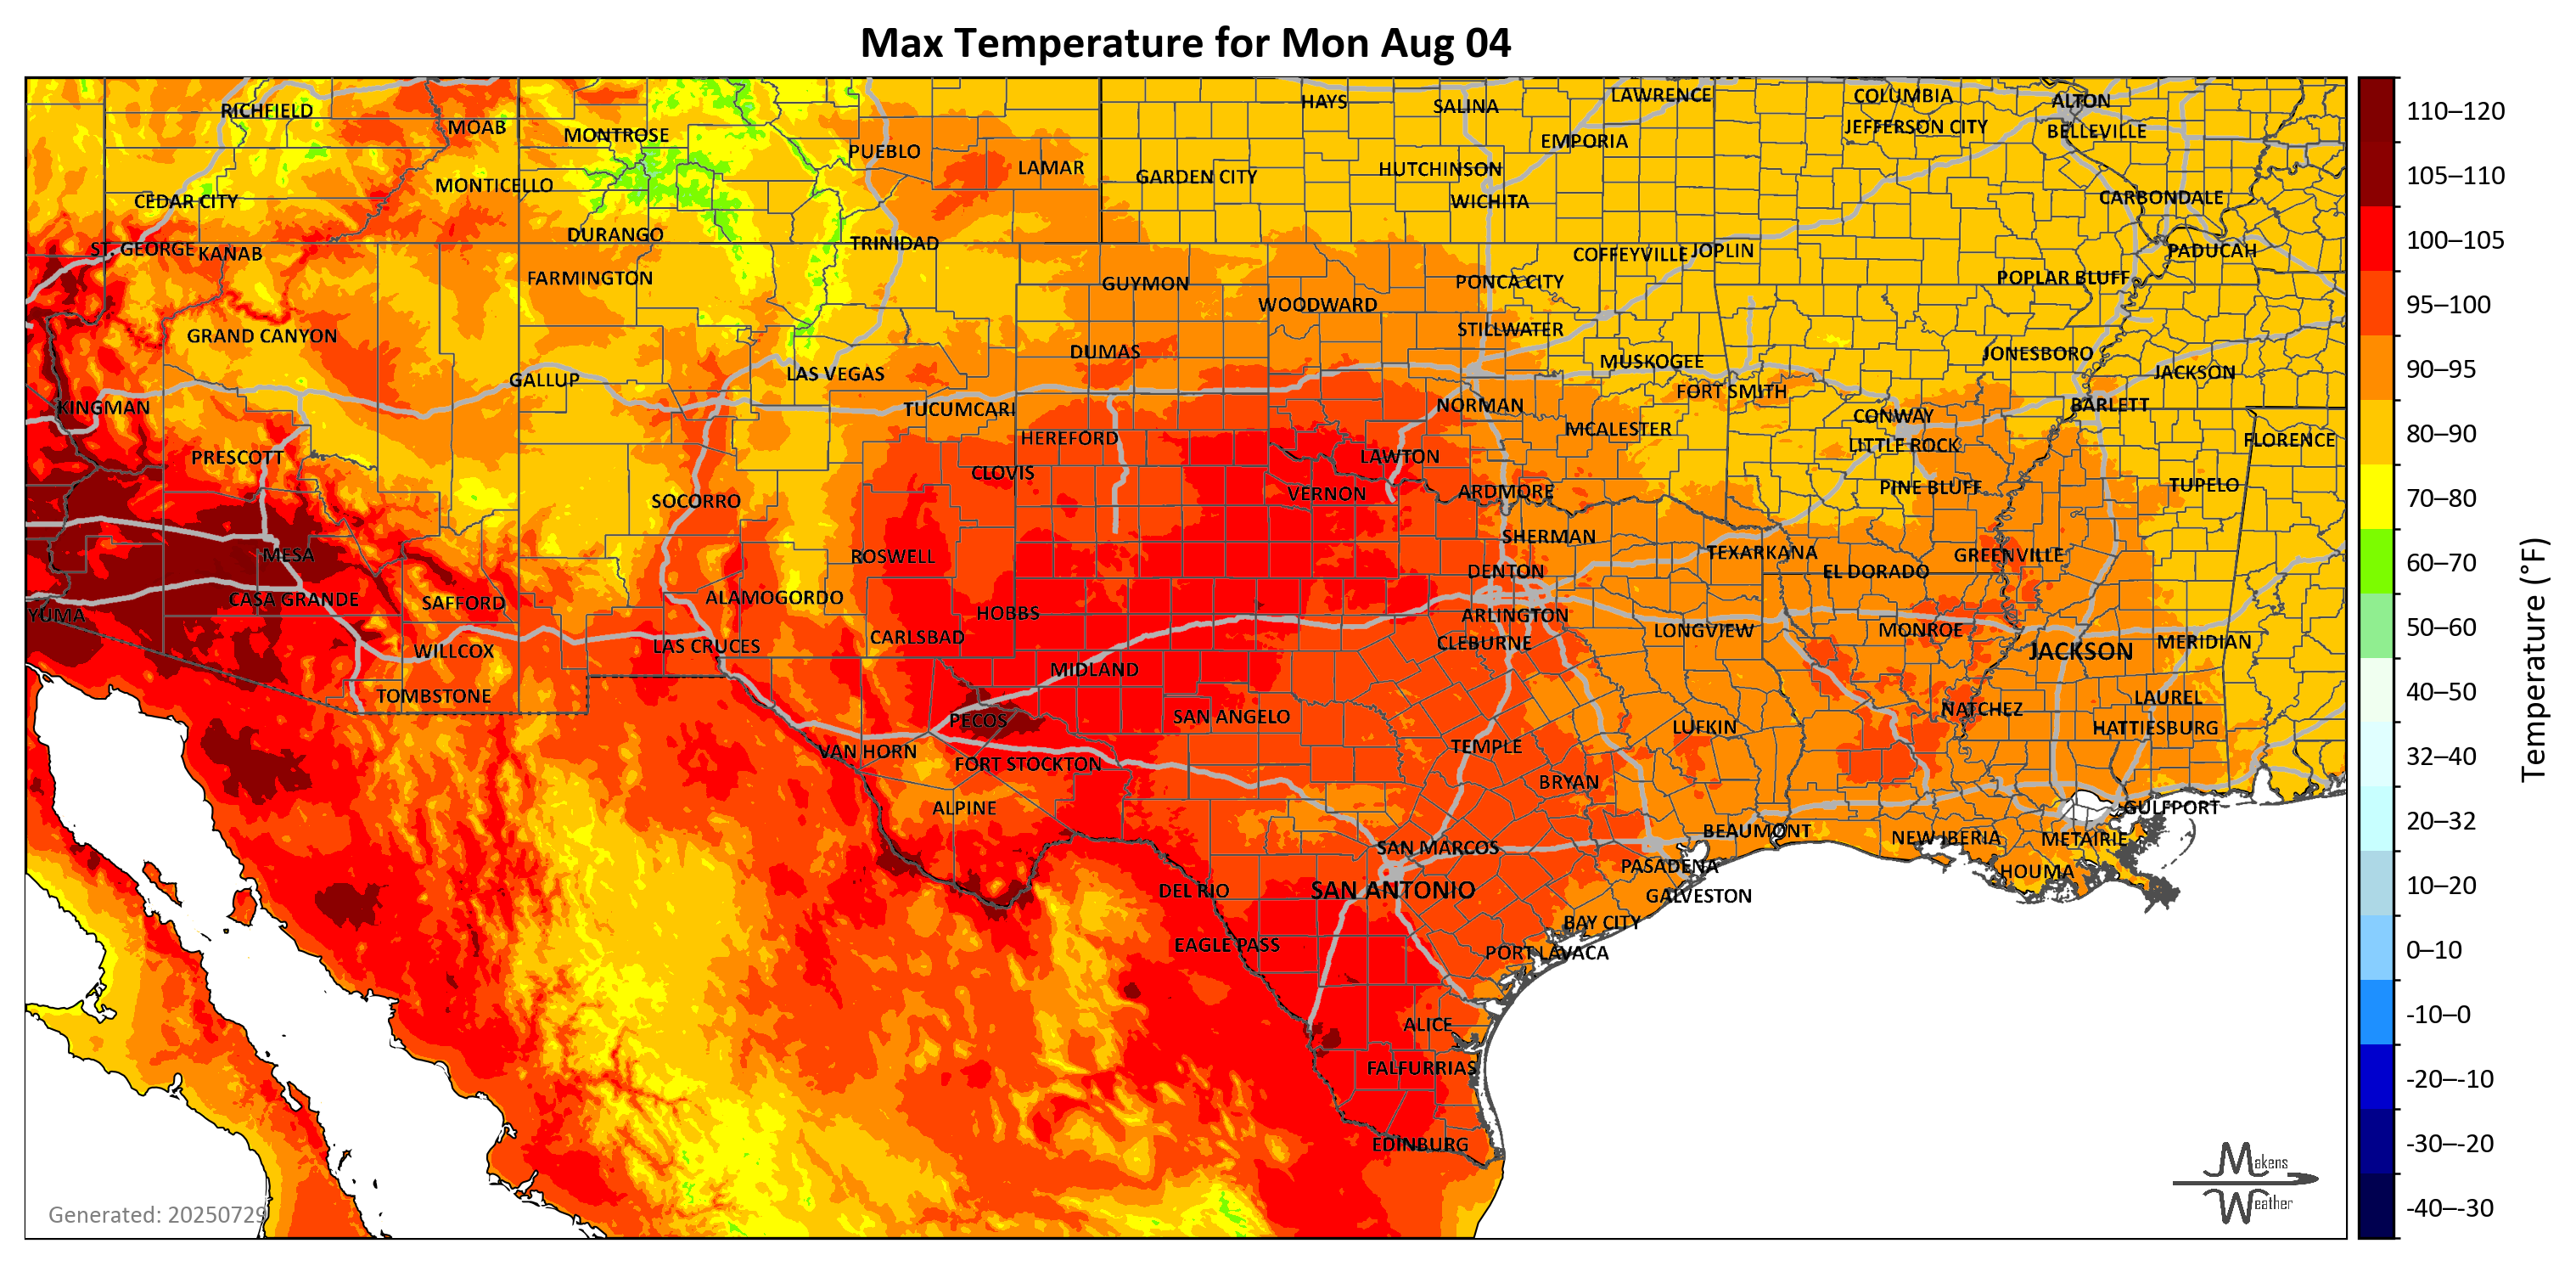 Max Temperature for Mon Aug 04
RICHFIELD
MOAB
MONTROSE
PUEBLO
LAMAR
HAYS
SALINA
LAWRENCE
COLUMBIA
ALTON
JEFFERSON CITY
BELLEVILLE
EMPORIA
CEDAR CITY
MONTICELLO
GARDEN CITY
HUTCHINSON
WICHITA
CARBONDALE
ST. GEORGE
KANAB
DURANGO
TRINIDAD
COFFEYVILLE
JOPLIN
PADUCAH
FARMINGTON
GUYMON
WOODWARD
PONCA CITY
POPLAR BLUFF
GRAND CANYON
STILLWATER
DUMAS
MUSKOGEE
JONESBORO
JACKSON
GALLUP
LAS VEGAS
FORT SMITH
KINGMAN
TUCUMCARI
NORMAN
CONWAY
BARLETT
HEREFORD
MCALESTER
LITTLE ROCK
FLORENCE
PRESCOTT
CLOVIS
LAWTON
SOCORRO
VERNON
ARDMORE
PINE BLUFF
TUPELO
MESA
ROSWELL
SHERMAN
TEXARKANA
GREENVILLE
DENTON
EL DORADO
YUMA
CASA GRANDE
SAFFORD
ALAMOGORDO
HOBBS
ARLINGTON
LAS CRUCES
CARLSBAD
CLEBURNE
LONGVIEW
MONROE
JACKSON
MERIDIAN
WILLCOX
MIDLAND
TOMBSTONE
PECOS
SAN ANGELO
NATCHEZ
LAUREL
VAN HORN
FORT STOCKTON
TEMPLE
LUFKIN
HATTIESBURG
ALPINE
BRYAN
GULFPORT
SAN MARCOS
BEAUMONT
NEW IBERIA
METAIRIE
DEL RIO
SAN ANTONIO
PASADENA
GALVESTON
HOUMA
EAGLE PASS
BAY CITY
PORT LAVACA
ALICE
FALFURRIAS
EDINBURG
Generated: 20250729
Makens
Weather
110–120
105–110
100–105
95–100
90–95
80–90
70–80
60–70
50–60
40–50
32–40
20–32
10–20
0–10
-10–0
-20–-10
-30–-20
-40–-30
Temperature (°F)